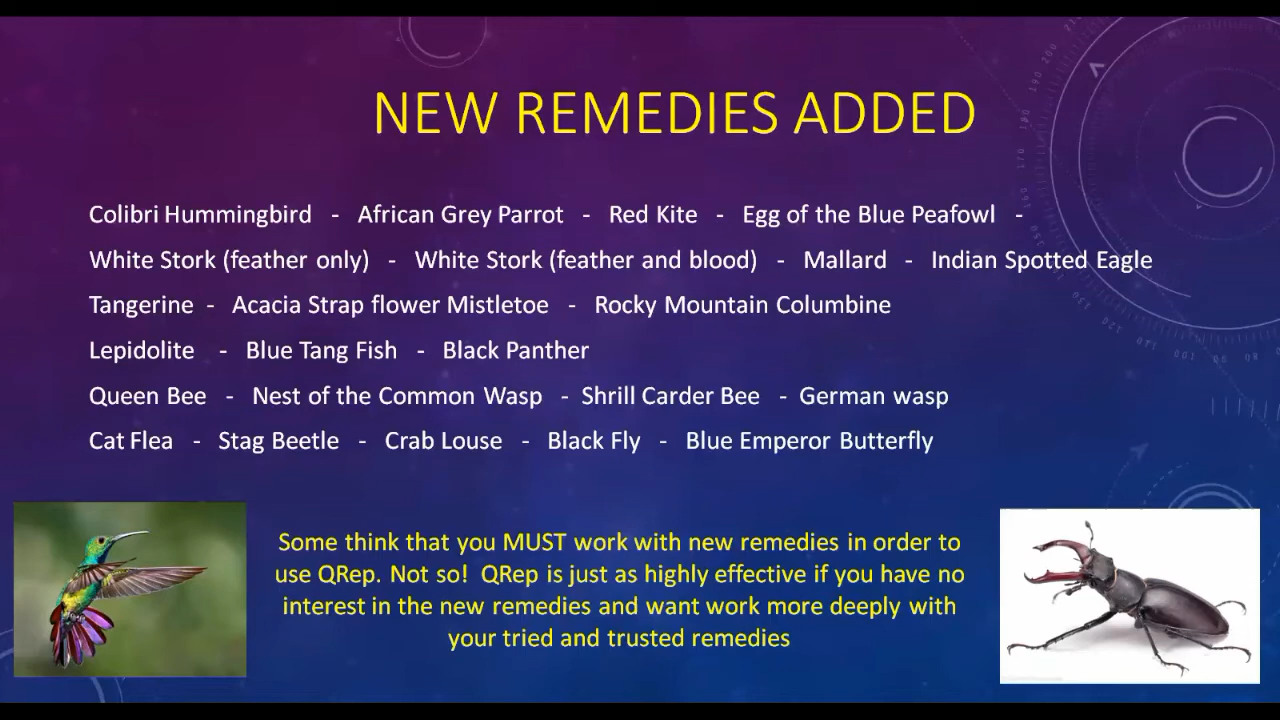 NEW REMEDIES ADDED
Colibri Hummingbird - African Grey Parrot - Red Kite - Egg of the Blue Peafowl -
White Stork (feather only) - White Stork (feather and blood) - Mallard - Indian Spotted Eagle
Tangerine - Acacia Strap flower Mistletoe - Rocky Mountain Columbine
Lepidolite - Blue Tang Fish - Black Panther
Queen Bee - Nest of the Common Wasp - Shrill Carder Bee - German wasp
Cat Flea - Stag Beetle - Crab Louse - Black Fly - Blue Emperor Butterfly
Some think that you MUST work with new remedies in order to
use QRep. Not so! QRep is just as highly effective if you have no
interest in the new remedies and want work more deeply with
your tried and trusted remedies